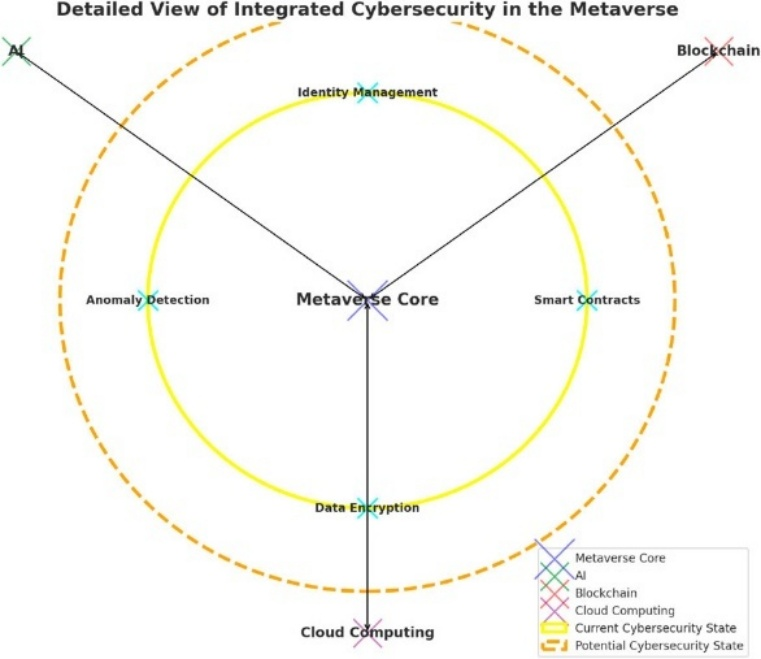 Detailed View of Integrated Cybersecurity in the Metaverse
AI
Blockchain
Identity Management
Anomaly Detection
Metaverse Core
Smart Contracts
Data Encryption
Cloud Computing
Metaverse Core
AI
Blockchain
Cloud Computing
Current Cybersecurity State
Potential Cybersecurity State